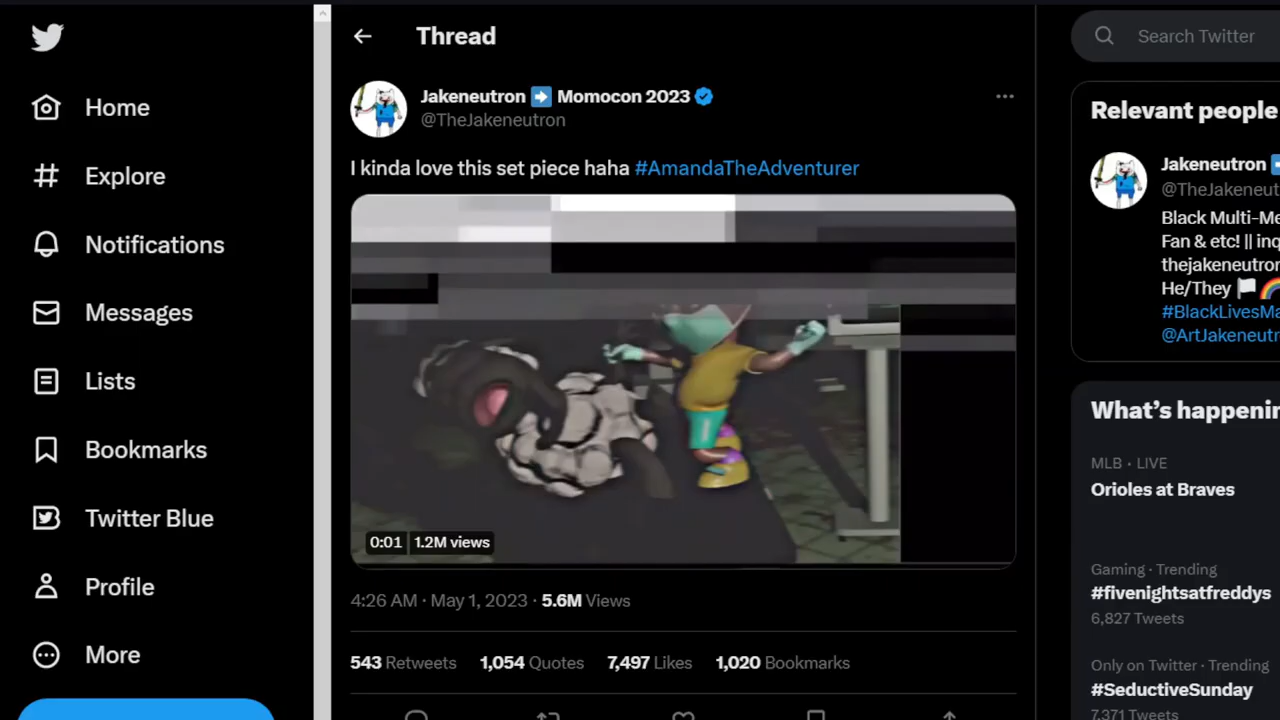 Home
Explore
Notifications
Messages
Lists
Bookmarks
Twitter Blue
Profile
More
Thread
Jakeneutron ➡ Momocon 2023
@TheJakeneutron
I kinda love this set piece haha #AmandaTheAdventurer
0:01 1.2M views
4:26 AM · May 1, 2023 · 5.6M Views
543 Retweets 1,054 Quotes 7,497 Likes 1,020 Bookmarks
Search Twitter
Relevant people
Jakeneutron
@TheJakeneut
Black Multi-Me
Fan & etc! || inq
thejakeneutron
He/They 🏳️ 🌈
#BlackLivesMa
@ArtJakeneutr
What's happenin
MLB · LIVE
Orioles at Braves
Gaming · Trending
#fivenightsatfreddys
6,827 Tweets
Only on Twitter · Trending
#SeductiveSunday
7,371 Tweets